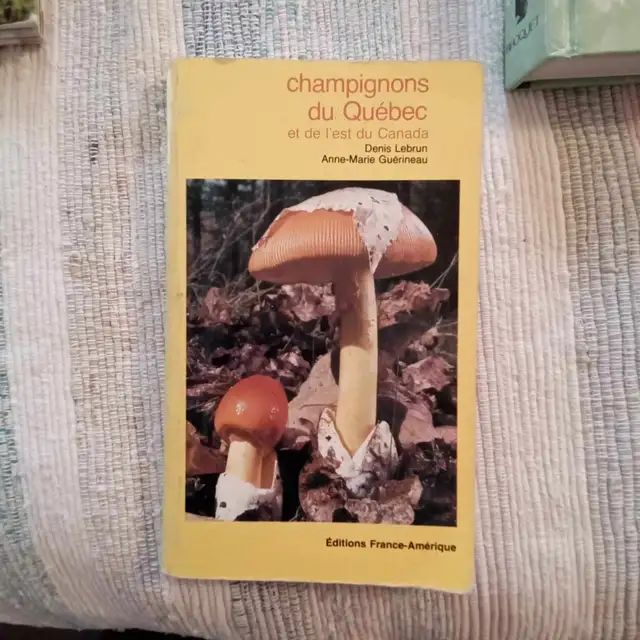 champignons
du Québec
et de l'est du Canada
Denis Lebrun
Anne-Marie Guérineau
Éditions France-Amérique